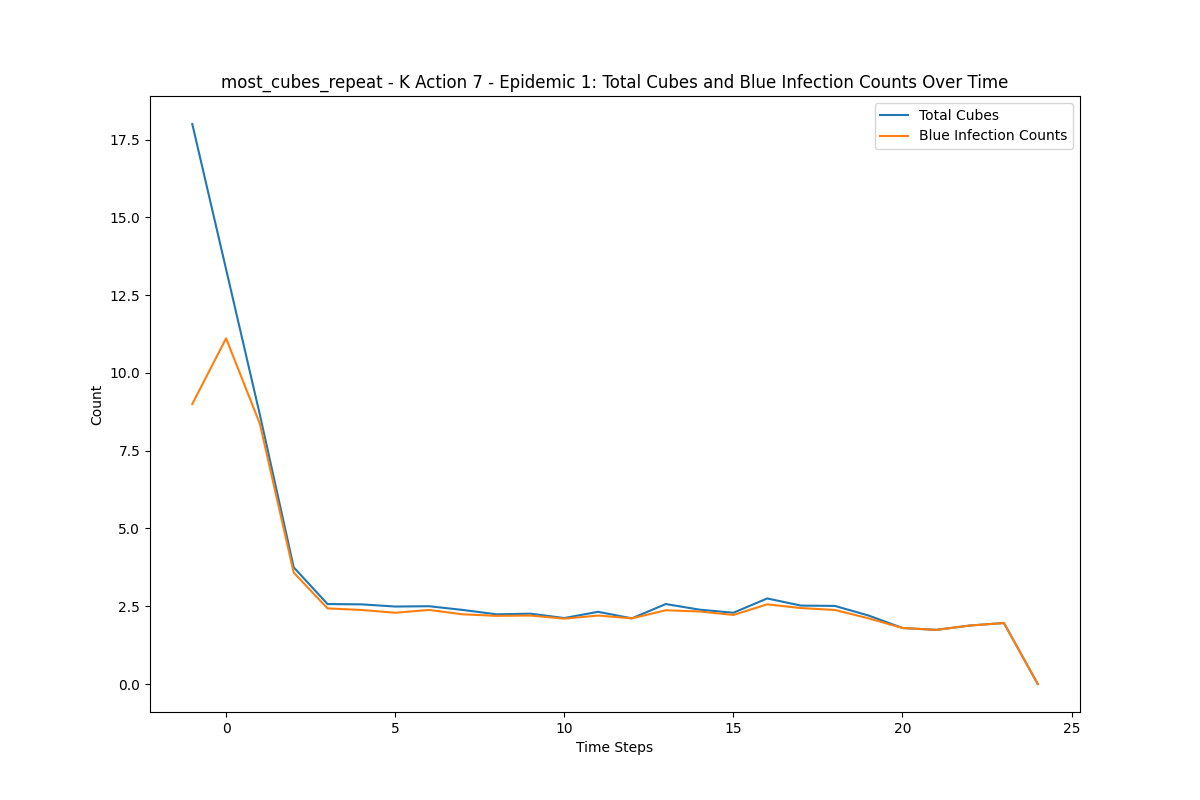 most_cubes_repeat - K Action 7 - Epidemic 1: Total Cubes and Blue Infection Counts Over Time
Total Cubes
Blue Infection Counts
17.5
15.0
12.5
10.0
7.5
5.0
2.5
0.0
Count
0 5 10 15 20 25
Time Steps